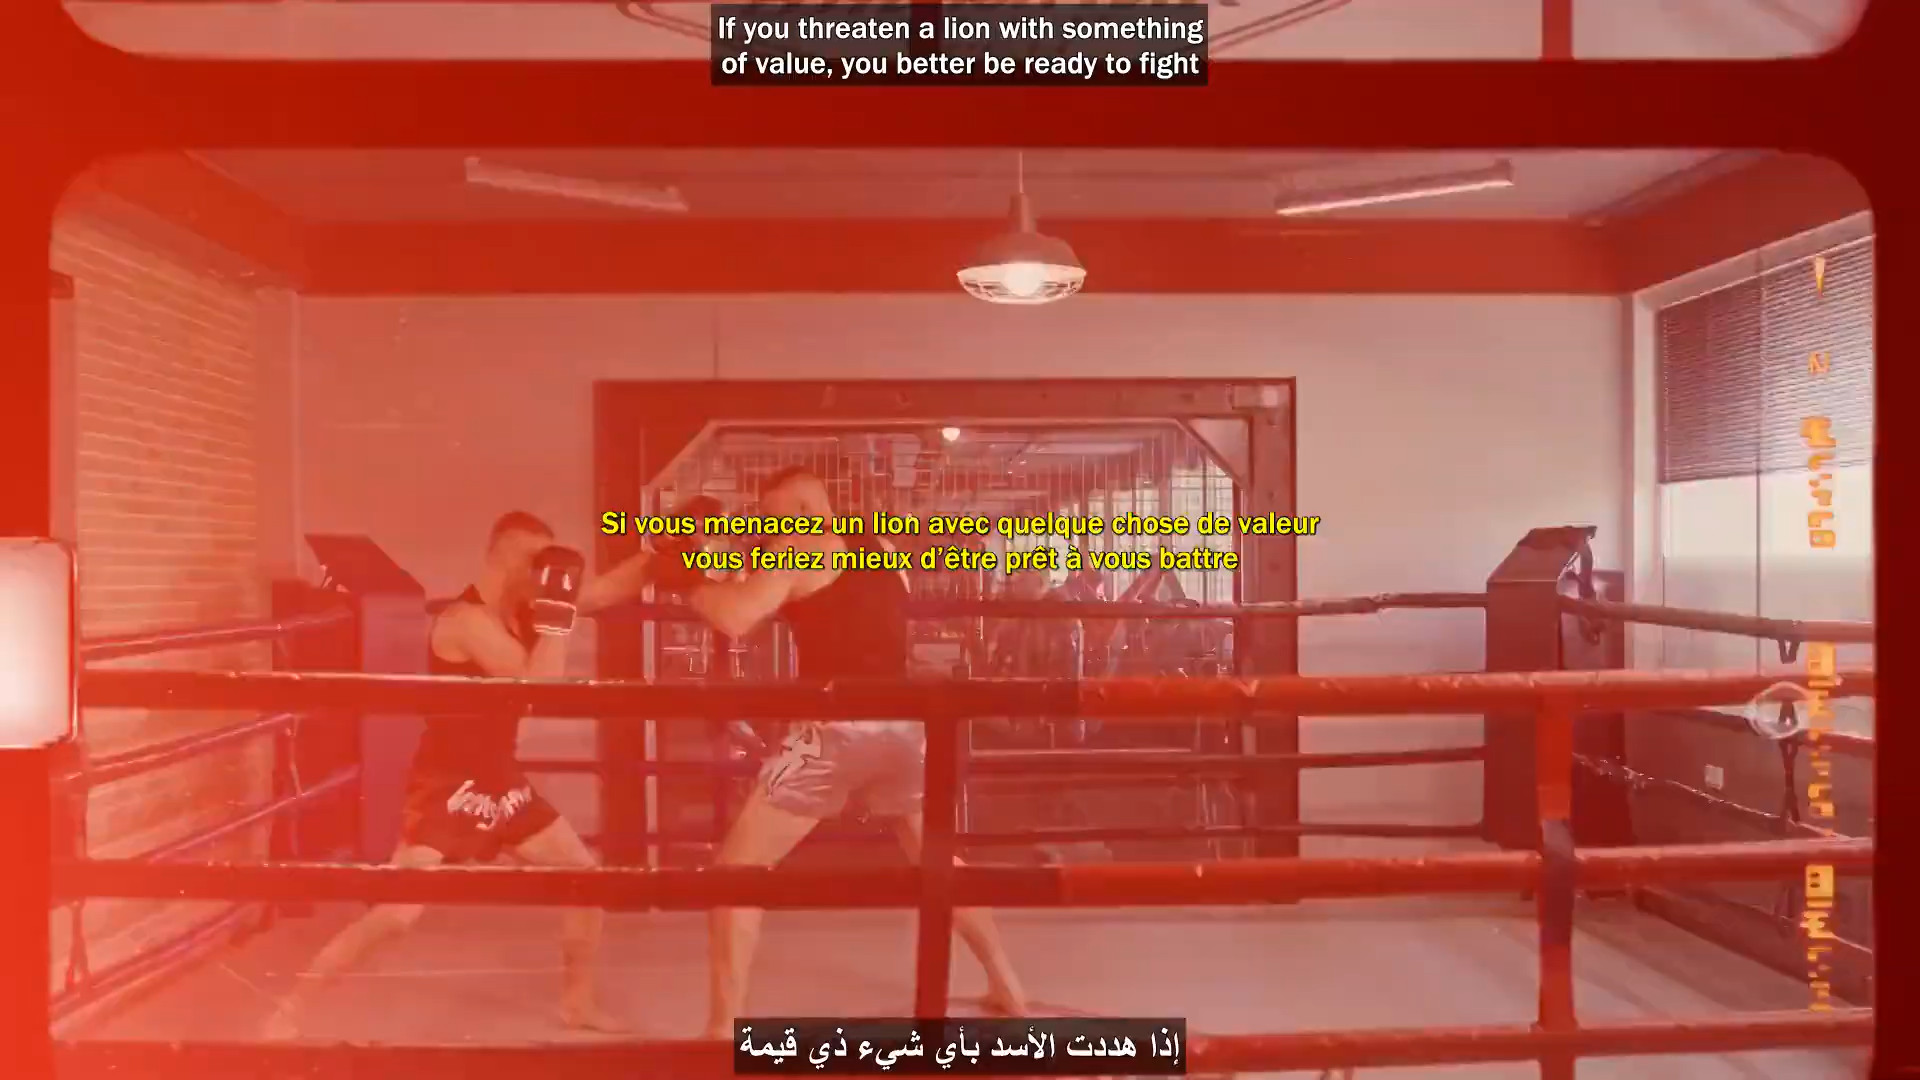 If you threaten a lion with something
of value, you better be ready to fight
Si vous menacez un lion avec quelque chose de valeur
vous feriez mieux d’être prêt à vous battre
إذا هددت الأسد بأي شيء ذي قيمة